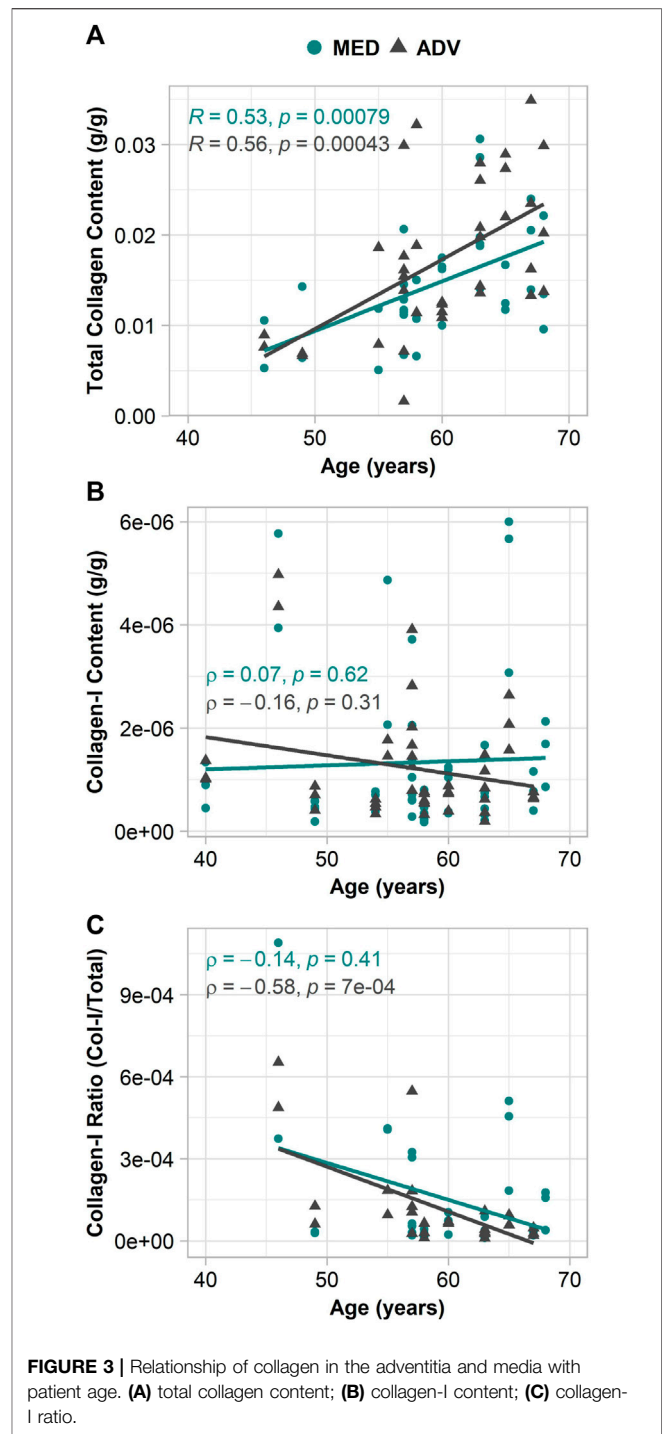 A
MED ADV
R = 0.53, p = 0.00079
R = 0.56, p = 0.00043
Total Collagen Content (g/g)
0.03
0.02
0.01
0.00
40 50 60 70
Age (years)
B
Collagen-I Content (g/g)
6e-06
4e-06
ρ = 0.07, p = 0.62
ρ = −0.16, p = 0.31
2e-06
0e+00
40 50 60 70
Age (years)
C
Collagen-I Ratio (Col-I/Total)
ρ = −0.14, p = 0.41
ρ = −0.58, p = 7e-04
9e-04
6e-04
3e-04
0e+00
40 50 60 70
Age (years)
FIGURE 3 | Relationship of collagen in the adventitia and media with
patient age. (A) total collagen content; (B) collagen-I content; (C) collagen-
I ratio.